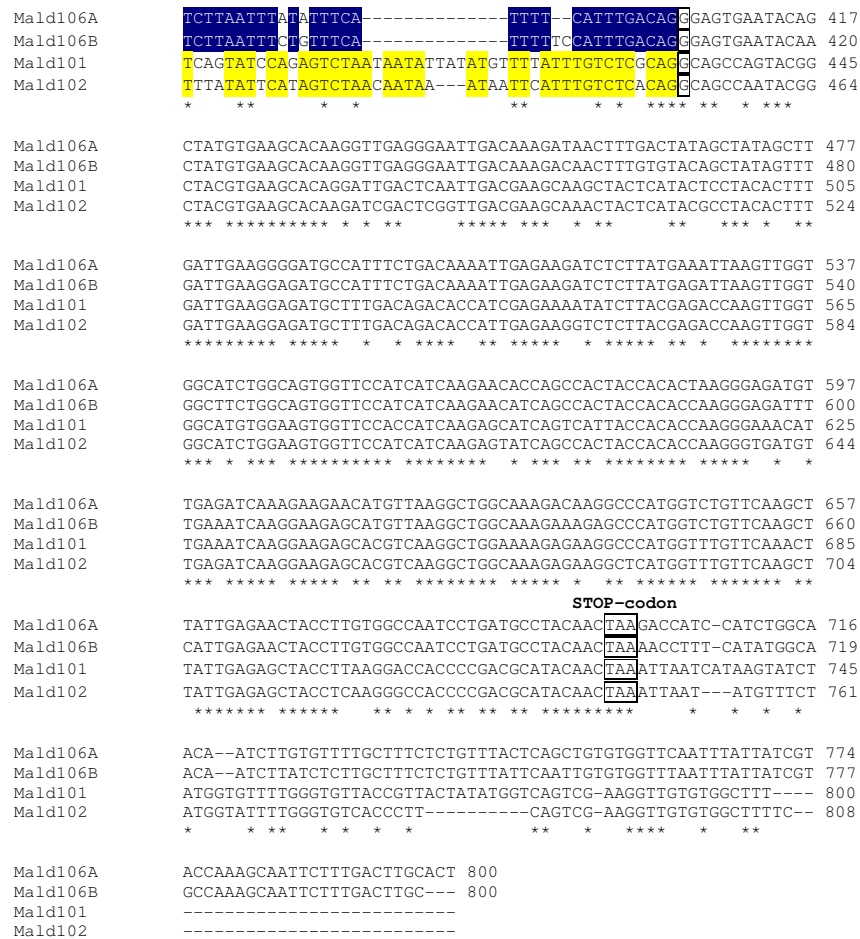 Mald106A TCTTAATTTATATTTCA--------------TTTT--CATTTGACAGGGAGTGAATACAG 417
Mald106B TCTTAATTTCTGTTTCA--------------TTTTTCCATTTGACAGGGAGTGAATACAA 420
Mald101 TCAGTATCCAGAGTCTAATAATATTATATGTTTTATTTGTCTCGCAGGCAGCCAGTACGG 445
Mald102 TTTATATTCATAGTCTAACAATAA---ATAATTCATTTGTCTCACAGGCAGCCAATACGG 464
* ** * * ** * * **** ** * ***
Mald106A CTATGTGAAGCACAAGGTTGAGGGAATTGACAAAGATAACTTTGACTATAGCTATAGCTT 477
Mald106B CTATGTGAAGCACAAGGTTGAGGGAATTGACAAAGACAACTTTGTGTACAGCTATAGTTT 480
Mald101 CTACGTGAAGCACAGGATTGACTCAATTGACGAAGCAAGCTACTCATACTCCTACACTTT 505
Mald102 CTACGTGAAGCACAAGATCGACTCGGTTGACGAAGCAAACTACTCATACGCCTACACTTT 524
*** ********** * * ** ***** *** * ** ** *** * **
Mald106A GATTGAAGGGGATGCCATTTCTGACAAAATTGAGAAGATCTCTTATGAAATTAAGTTGGT 537
Mald106B GATTGAAGGAGATGCCATTTCTGACAAAATTGAGAAGATCTCTTATGAGATTAAGTTGGT 540
Mald101 GATTGAAGGAGATGCTTTGACAGACACCATCGAGAAAATATCTTACGAGACCAAGTTGGT 565
Mald102 GATTGAAGGAGATGCTTTGACAGACACCATTGAGAAGGTCTCTTACGAGACCAAGTTGGT 584
********* ***** * * **** ** ***** * ***** ** * ********
Mald106A GGCATCTGGCAGTGGTTCCATCATCAAGAACACCAGCCACTACCACACTAAGGGAGATGT 597
Mald106B GGCTTCTGGCAGTGGTTCCATCATCAAGAACATCAGCCACTACCACACCAAGGGAGATTT 600
Mald101 GGCATGTGGAAGTGGTTCCACCATCAAGAGCATCAGTCATTACCACACCAAGGGAAACAT 625
Mald102 GGCATCTGGAAGTGGTTCCATCATCAAGAGTATCAGCCACTACCACACCAAGGGTGATGT 644
*** * *** ********** ******** * *** ** ******** ***** * *
Mald106A TGAGATCAAAGAAGAACATGTTAAGGCTGGCAAAGACAAGGCCCATGGTCTGTTCAAGCT 657
Mald106B TGAAATCAAGGAAGAGCATGTTAAGGCTGGCAAAGAAAGAGCCCATGGTCTGTTCAAGCT 660
Mald101 TGAAATCAAGGAAGAGCACGTCAAGGCTGGAAAAGAGAAGGCCCATGGTTTGTTCAAACT 685
Mald102 TGAGATCAAGGAAGAGCATGTCAAGGCTGGCAAAGAGAAGGCTCATGGTTTGTTCAAGCT 704
*** ***** ***** ** ** ******** ***** * ** ****** ******* **
STOP-codon
Mald106A TATTGAGAACTACCTTGTGGCCAATCCTGATGCCTACAACTAAGACCATC-CATCTGGCA 716
Mald106B CATTGAGAACTACCTTGTGGCCAATCCTGATGCCTACAACTAAAACCTTT-CATATGGCA 719
Mald101 TATTGAGAGCTACCTTAAGGACCACCCCGACGCATACAACTAAATTAATCATAAGTATCT 745
Mald102 TATTGAGAGCTACCTCAAGGGCCACCCCGACGCATACAACTAAATTAAT---ATGTTTCT 761
******* ****** ** * ** ** ** ********* * * * *
Mald106A ACA--ATCTTGTGTTTTGCTTTCTCTGTTTACTCAGCTGTGTGGTTCAATTTATTATCGT 774
Mald106B ACA--ATCTTATCTCTTGCTTTCTCTGTTTATTCAATTGTGTGGTTTAATTTATTATCGT 777
Mald101 ATGGTGTTTTGGGTGTTACCGTTACTATATGGTCAGTCG-AAGGTTGTGTGGCTTT---- 800
Mald102 ATGGTATTTTGGGTGTCACCCTT----------CAGTCG-AAGGTTGTGTGGCTTTTC-- 808
* * ** * * * * ** * **** * **
Mald106A ACCAAAGCAATTCTTTGACTTGCACT 800
Mald106B GCCAAAGCAATTCTTTGACTTGC--- 800
Mald101 --------------------------
Mald102 --------------------------